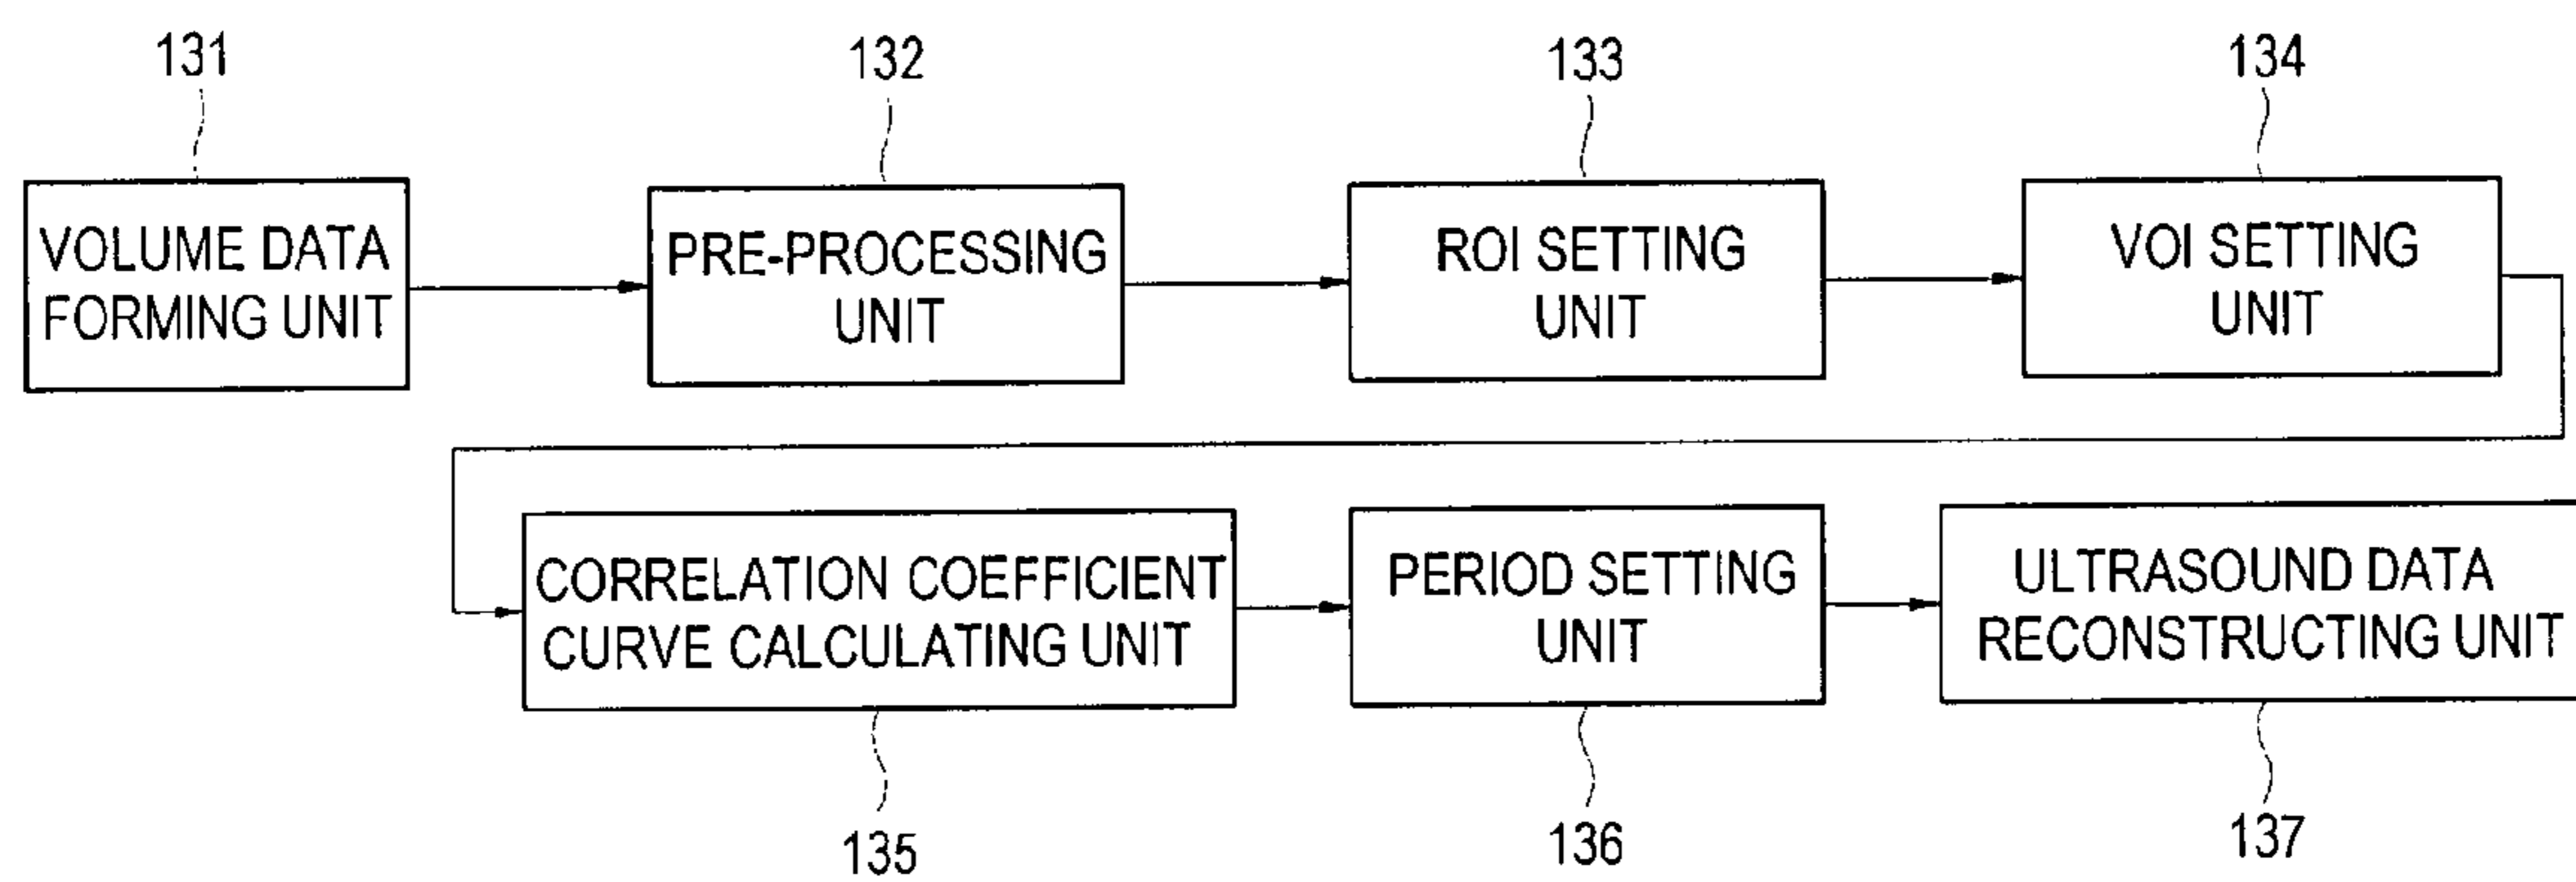 131
132
133
134
VOLUME DATA
FORMING UNIT
PRE-PROCESSING
UNIT
ROI SETTING
UNIT
VOI SETTING
UNIT
CORRELATION COEFFICIENT
CURVE CALCULATING UNIT
PERIOD SETTING
UNIT
ULTRASOUND DATA
RECONSTRUCTING UNIT
135
136
137